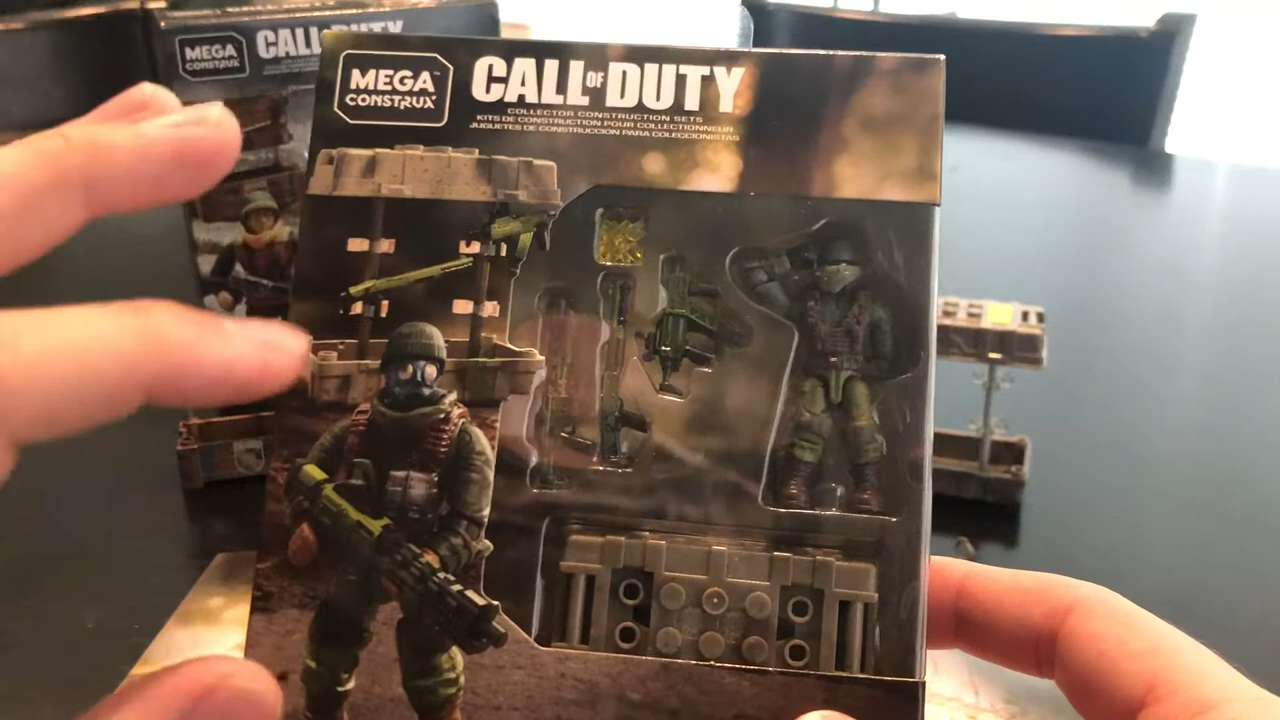 MEGA
CONSTRUX
CALL OF DUTY
COLLECTOR CONSTRUCTION SETS
KITS DE CONSTRUCTION POUR COLLECTIONNEUR
JUGUETES DE CONSTRUCCIÓN PARA COLECCIONISTAS
MEGA
CONSTRUX
CALL
DUTY